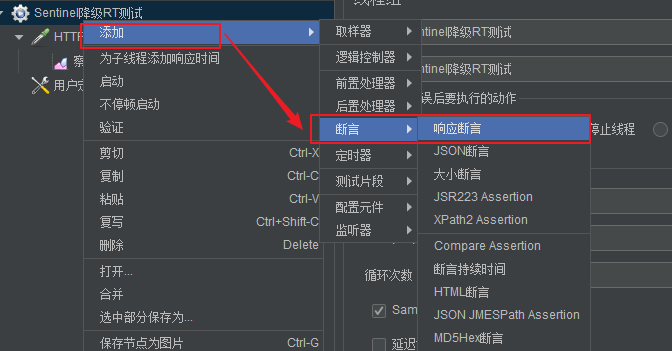 线程组
Sentinel降级RT测试
HTTP
察
用户定
添加
为子线程添加响应时间
启动
不停顿启动
验证
剪切 Ctrl-X
复制 Ctrl-C
粘贴 Ctrl-V
复写 Ctrl+Shift-C
删除 Delete
打开...
合并
选中部分保存为...
保存节点为图片 Ctrl-G
取样器
逻辑控制器
前置处理器
后置处理器
断言
定时器
测试片段
配置元件
监听器
响应断言
JSON断言
大小断言
JSR223 Assertion
XPath2 Assertion
Compare Assertion
断言持续时间
HTML断言
JSON JMESPath Assertion
MD5Hex断言
ntinel降级RT测试
ntinel降级RT测试
误后要执行的动作
停止线程
循环次数
Sam
延迟